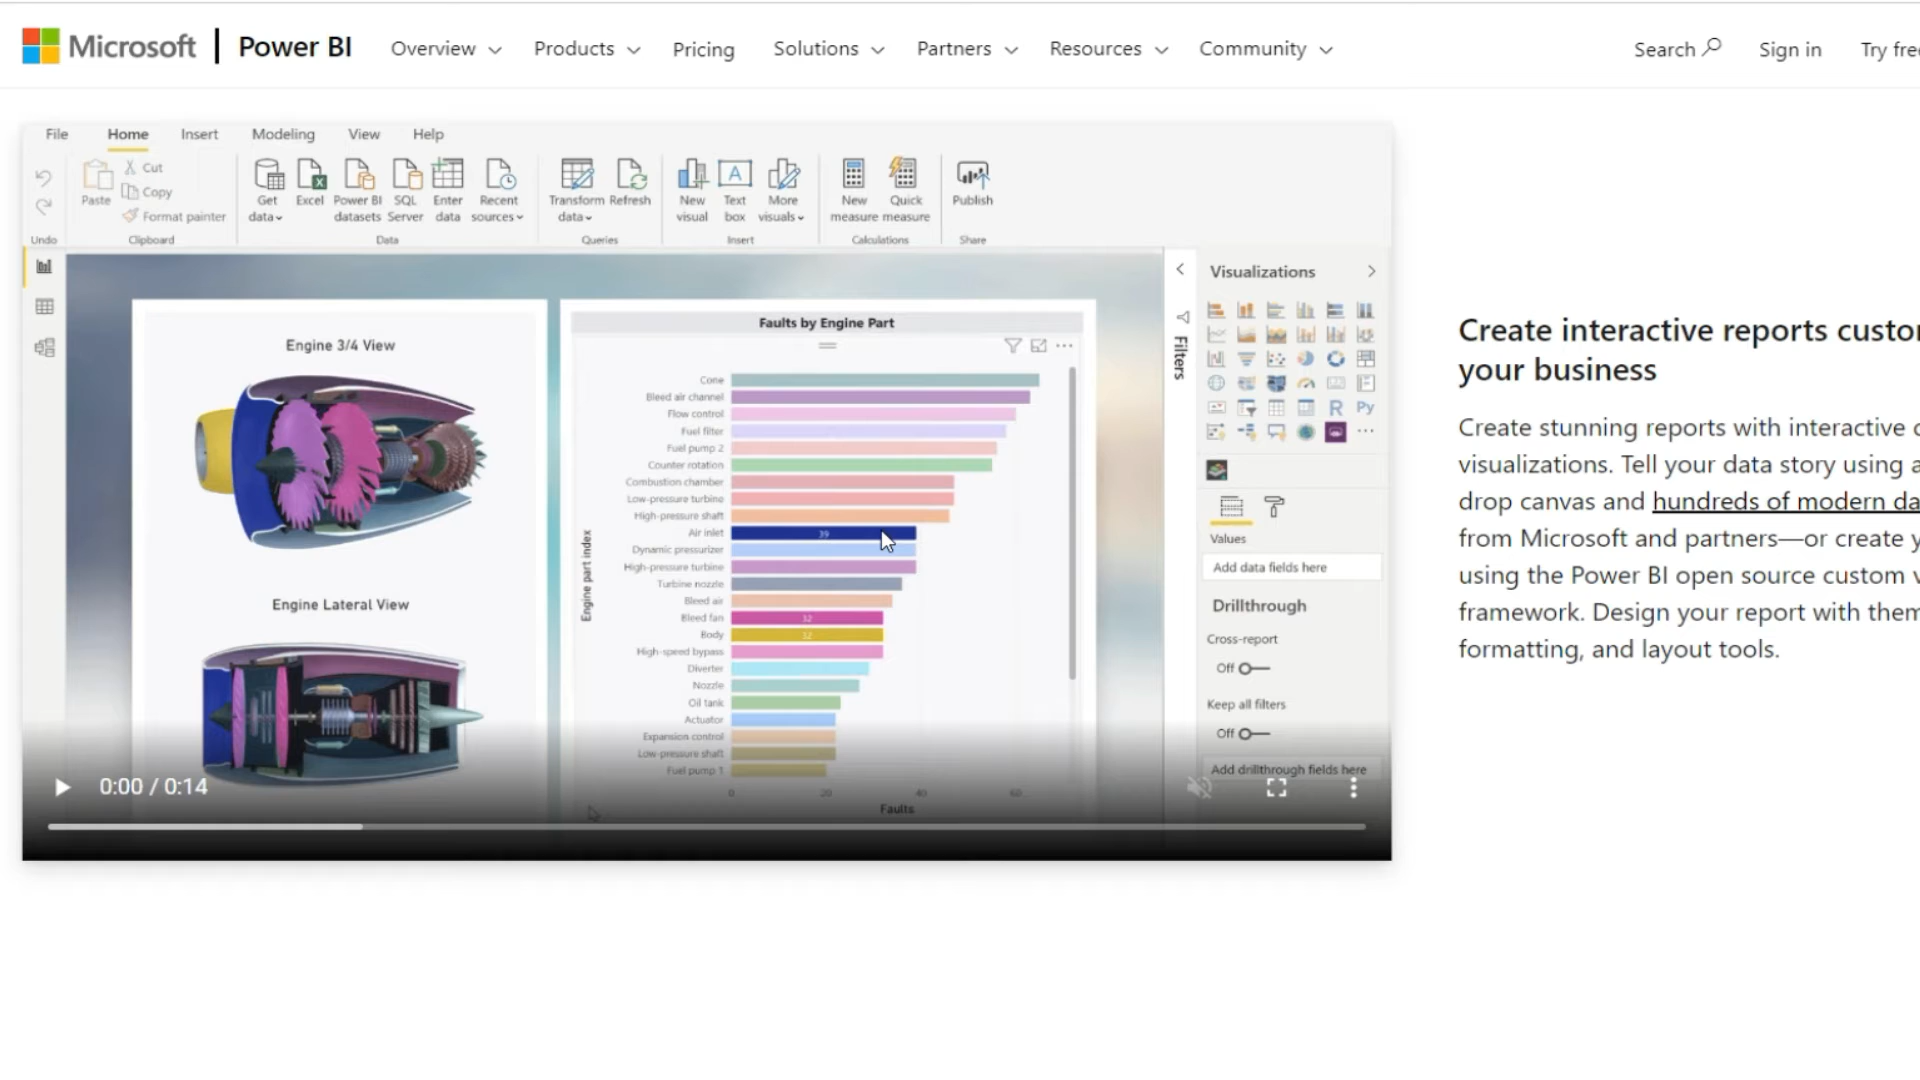 Microsoft | Power BI
Overview Products Pricing Solutions Partners Resources Community
Search Sign in Try free
File Home Insert Modeling View Help
Paste
Cut
Copy
Format painter
Get data
Excel
Power BI datasets
SQL Server
Enter data
Recent sources
Transform data
Refresh
New visual
Text box
More visuals
New measure
Quick measure
Publish
Undo Clipboard Data Queries Insert Calculations Share
Engine 3/4 View
Engine Lateral View
Faults by Engine Part
Engine part index
Cone
Bleed air channel
Flow control
Fuel filter
Fuel pump 2
Counter rotation
Combustion chamber
Low-pressure turbine
High-pressure shaft
Air inlet 39
Dynamic pressurizer
High-pressure turbine
Turbine nozzle
Bleed air
Bleed fan 32
Body 32
High-speed bypass
Diverter
Nozzle
Oil tank
Actuator
Expansion control
Low-pressure shaft
Fuel pump 1
0 20 40 60
Faults
Filters
Visualizations
R Py
Values
Add data fields here
Drillthrough
Cross-report
Off
Keep all filters
Off
Add drillthrough fields here
0:00 / 0:14
Create interactive reports custo
your business
Create stunning reports with interactive
visualizations. Tell your data story using a
drop canvas and hundreds of modern da
from Microsoft and partners—or create y
using the Power BI open source custom v
framework. Design your report with them
formatting, and layout tools.